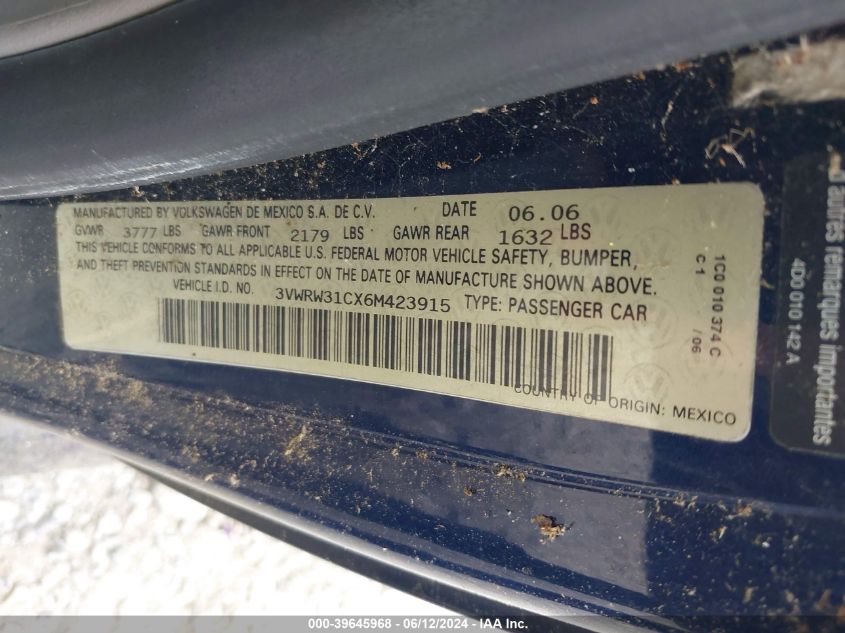 MANUFACTURED BY VOLKSWAGEN DE MEXICO S.A. DE C.V. DATE 06.06
GVWR 3777 LBS GAWR FRONT 2179 LBS GAWR REAR 1632 LBS
THIS VEHICLE CONFORMS TO ALL APPLICABLE U.S. FEDERAL MOTOR VEHICLE SAFETY, BUMPER,
AND THEFT PREVENTION STANDARDS IN EFFECT ON THE DATE OF MANUFACTURE SHOWN ABOVE.
VEHICLE I.D. NO. 3VWRW31CX6M423915 TYPE: PASSENGER CAR
COUNTRY OF ORIGIN: MEXICO
1C0 010 374 C
C 1 /06
d'autres remarques importantes
4D0 010 142 A
000-39645968 - 06/12/2024 - IAA, Inc.